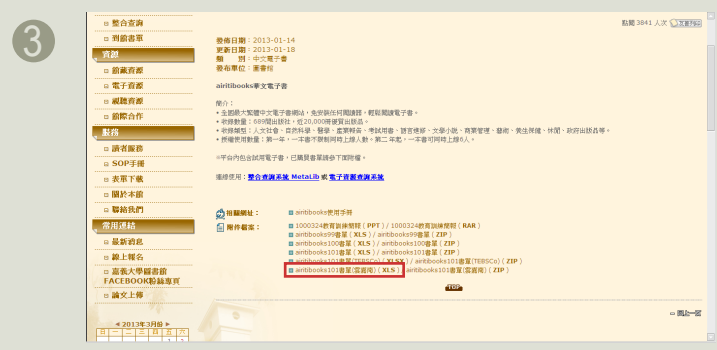 3
整合查詢
到館書單
資源
館藏資源
電子資源
視聽資源
館際合作
服務
讀者服務
SOP手冊
表單下載
關於本館
聯絡我們
常用連結
最新消息
線上報名
嘉義大學圖書館
FACEBOOK粉絲專頁
論文上傳
2013年3月份
日 一 二 三 四 五 六
1 2
點閱 3841 人次 友善列印
發佈日期：2013-01-14
更新日期：2013-01-18
類 別：中文電子書
發布單位：圖書館
airitibooks華文電子書
簡介：
• 全國最大繁體中文電子書網站，免安裝任何閱讀器，輕鬆閱讀電子書。
• 收錄數量：689間出版社，近20,000冊優質出版品。
• 收錄類型：人文社會、自然科學、醫學、產業報告、考試用書、語言進修、文學小說、商業管理、藝術、養生保健、休閒、政府出版品等。
• 授權使用數量：第一年，一本書不限制同時上線人數。第二年起，一本書可同時上線6人。
※平台內包含試用電子書，已購買書單請參下面附檔。
連線使用：整合查詢系統 MetaLib 或 電子資源查詢系統
相關網址：
airitibooks使用手冊
附件檔案：
1000324教育訓練簡報 ( PPT ) / 1000324教育訓練簡報 ( RAR )
airitibooks99書單 ( XLS ) / airitibooks99書單 ( ZIP )
airitibooks100書單 ( XLS ) / airitibooks100書單 ( ZIP )
airitibooks101書單 ( XLS ) / airitibooks101書單 ( ZIP )
airitibooks101書單(TEBSCo) ( XLSX ) / airitibooks101書單(TEBSCo) ( ZIP )
airitibooks101書單(雲嘉南) ( XLS ) / airitibooks101書單(雲嘉南) ( ZIP )
TOP
回上一頁